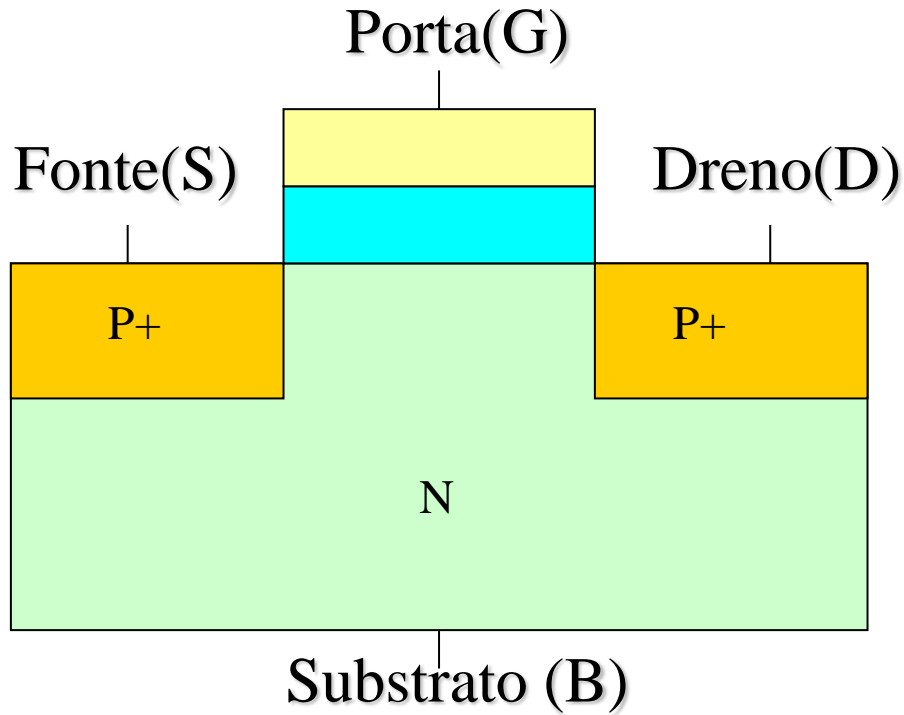 Porta(G)
Fonte(S)
Dreno(D)
P+
P+
N
Substrato (B)